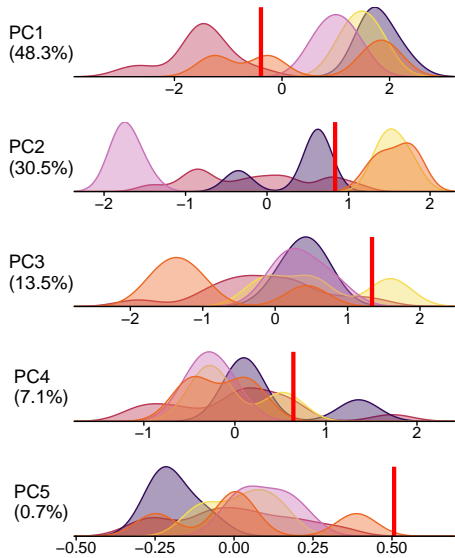 PC1
(48.3%)
−2 0 2
PC2
(30.5%)
−2 −1 0 1 2
PC3
(13.5%)
−2 −1 0 1 2
PC4
(7.1%)
−1 0 1 2
PC5
(0.7%)
−0.50 −0.25 0.00 0.25 0.50